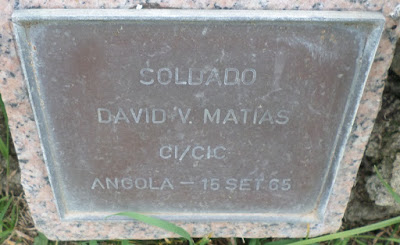 SOLDADO
DAVID V. MATIAS
CI/CIC
ANGOLA — 15 SET 65